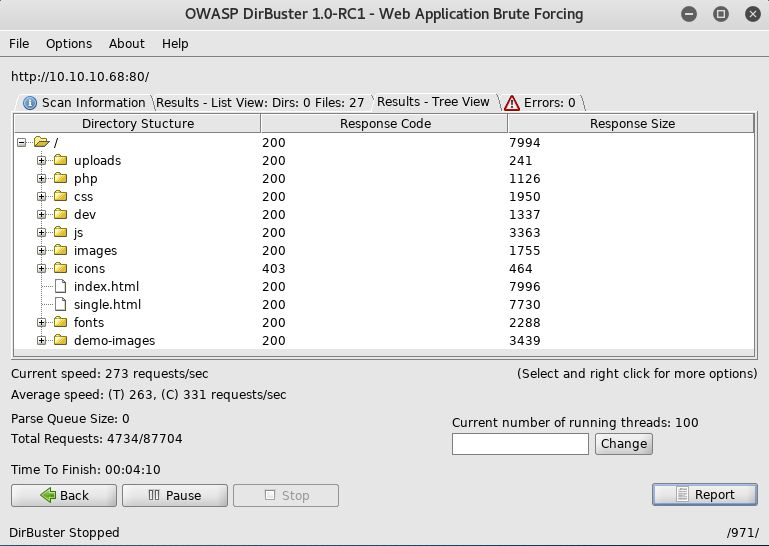 OWASP DirBuster 1.0-RC1 - Web Application Brute Forcing
File Options About Help
http://10.10.10.68:80/
Scan Information Results - List View: Dirs: 0 Files: 27 Results - Tree View Errors: 0
Directory Stucture Response Code Response Size
/ 200 7994
uploads 200 241
php 200 1126
css 200 1950
dev 200 1337
js 200 3363
images 200 1755
icons 403 464
index.html 200 7996
single.html 200 7730
fonts 200 2288
demo-images 200 3439
Current speed: 273 requests/sec (Select and right click for more options)
Average speed: (T) 263, (C) 331 requests/sec
Parse Queue Size: 0
Current number of running threads: 100
Total Requests: 4734/87704
Change
Time To Finish: 00:04:10
Back Pause Stop Report
DirBuster Stopped /971/